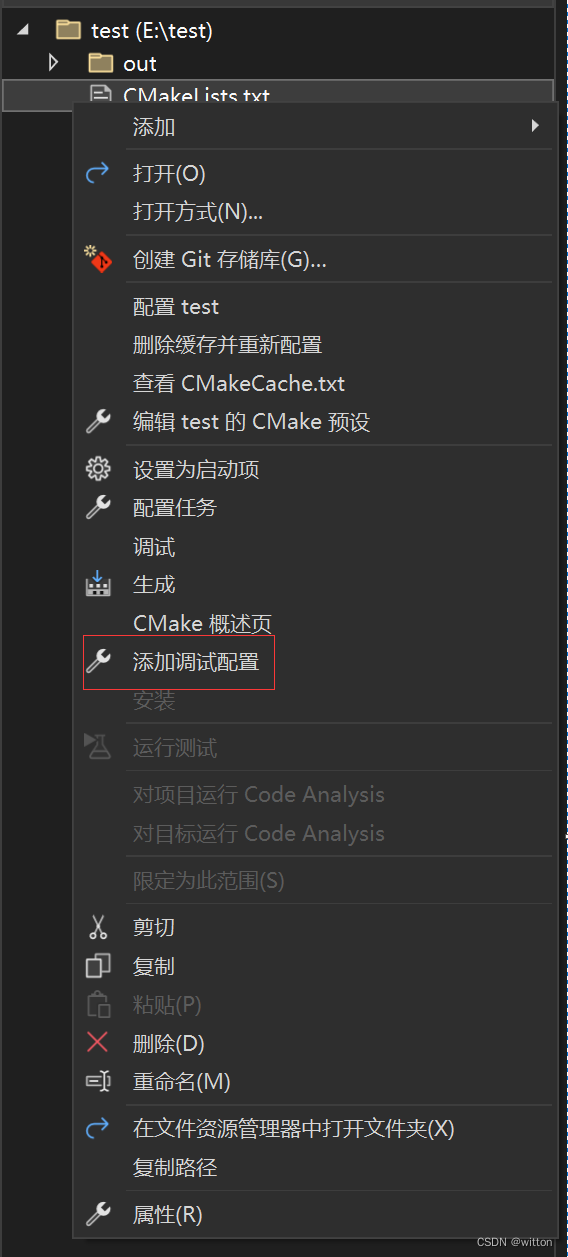 test (E:\test)
out
CMakeLists.txt
添加
打开(O)
打开方式(N)...
创建 Git 存储库(G)...
配置 test
删除缓存并重新配置
查看 CMakeCache.txt
编辑 test 的 CMake 预设
设置为启动项
配置任务
调试
生成
CMake 概述页
添加调试配置
安装
运行测试
对项目运行 Code Analysis
对目标运行 Code Analysis
限定为此范围(S)
剪切
复制
粘贴(P)
删除(D)
重命名(M)
在文件资源管理器中打开文件夹(X)
复制路径
属性(R)
CSDN @witton